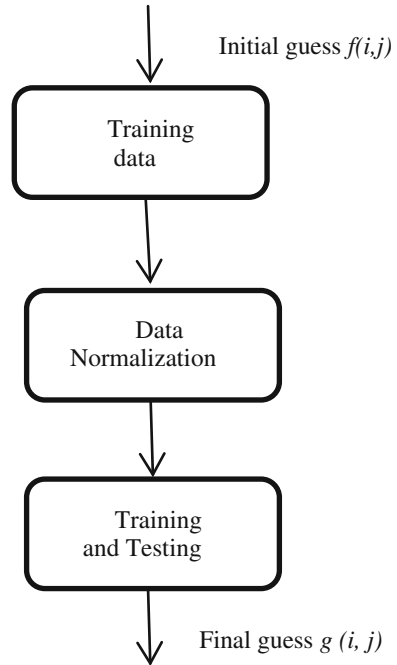 Initial guess f(i,j)
Training
data
Data
Normalization
Training
and Testing
Final guess g (i, j)